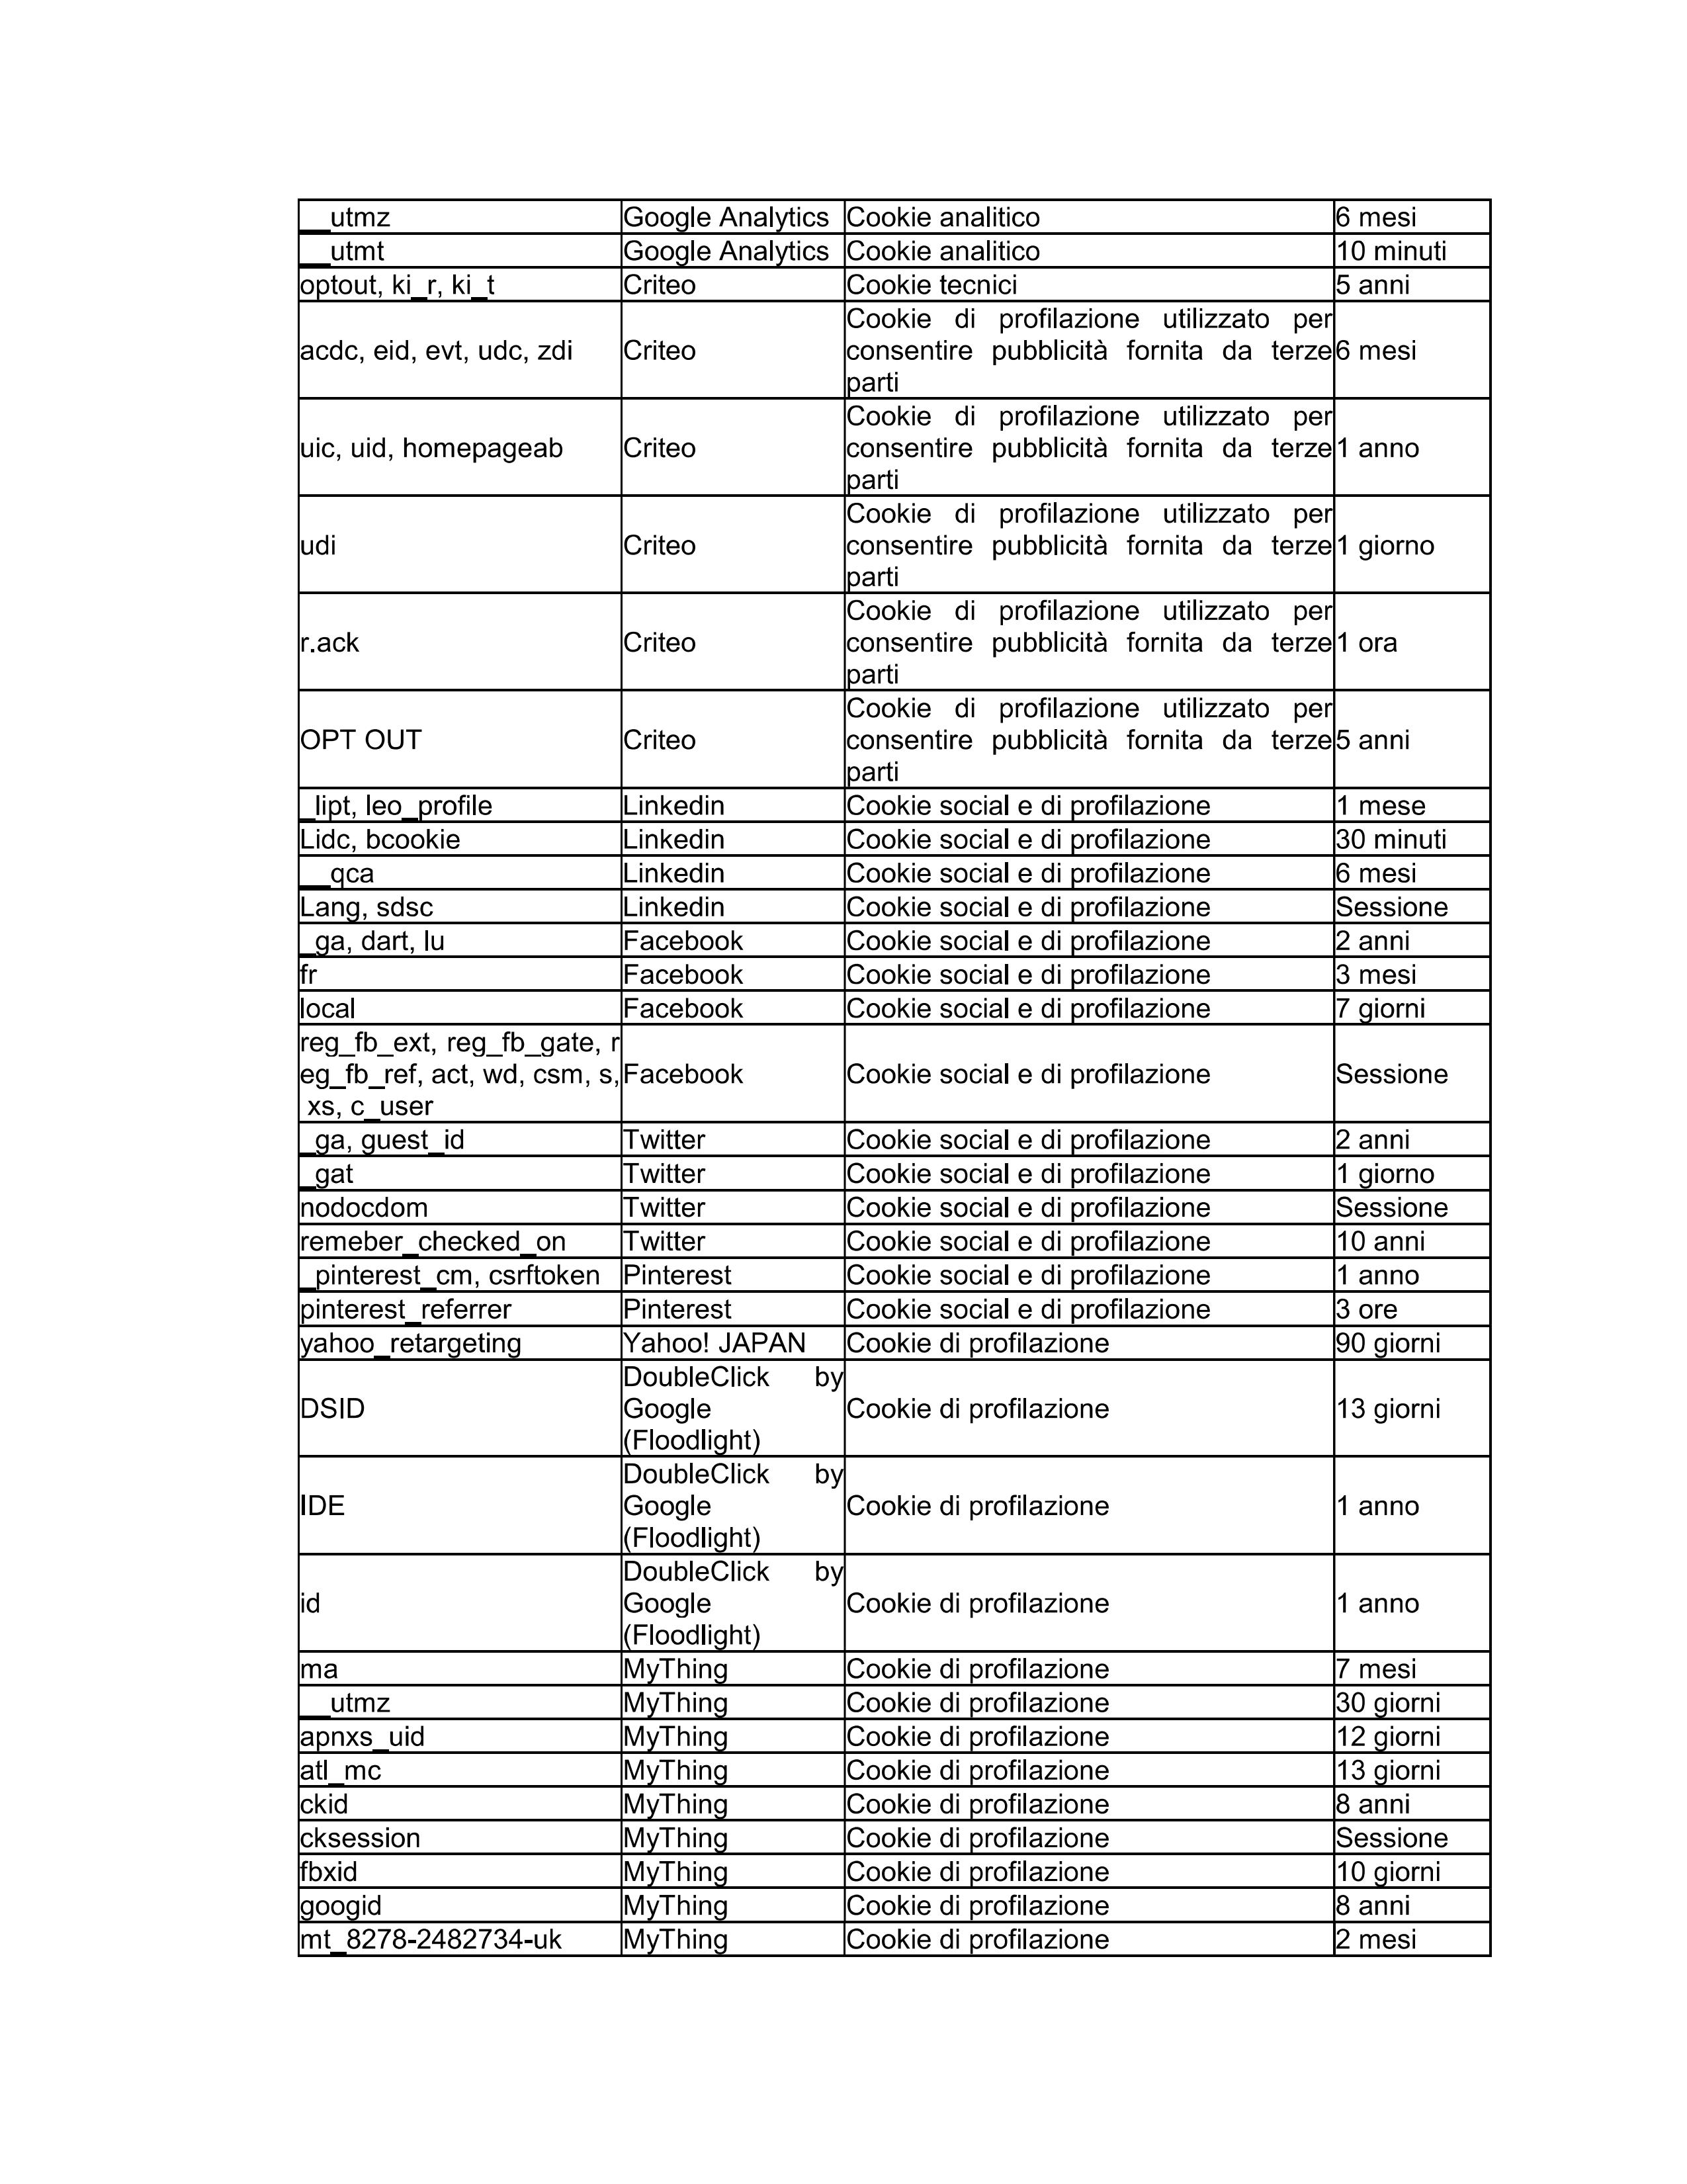 __utmz Google Analytics Cookie analitico 6 mesi
__utmt Google Analytics Cookie analitico 10 minuti
optout, ki_r, ki_t Criteo Cookie tecnici 5 anni
acdc, eid, evt, udc, zdi Criteo Cookie di profilazione utilizzato per
consentire pubblicità fornita da terze
parti 6 mesi
uic, uid, homepageab Criteo Cookie di profilazione utilizzato per
consentire pubblicità fornita da terze
parti 1 anno
udi Criteo Cookie di profilazione utilizzato per
consentire pubblicità fornita da terze
parti 1 giorno
r.ack Criteo Cookie di profilazione utilizzato per
consentire pubblicità fornita da terze
parti 1 ora
OPT OUT Criteo Cookie di profilazione utilizzato per
consentire pubblicità fornita da terze
parti 5 anni
_lipt, leo_profile Linkedin Cookie social e di profilazione 1 mese
Lidc, bcookie Linkedin Cookie social e di profilazione 30 minuti
__qca Linkedin Cookie social e di profilazione 6 mesi
Lang, sdsc Linkedin Cookie social e di profilazione Sessione
_ga, dart, lu Facebook Cookie social e di profilazione 2 anni
fr Facebook Cookie social e di profilazione 3 mesi
local Facebook Cookie social e di profilazione 7 giorni
reg_fb_ext, reg_fb_gate, r
eg_fb_ref, act, wd, csm, s,
xs, c_user Facebook Cookie social e di profilazione Sessione
_ga, guest_id Twitter Cookie social e di profilazione 2 anni
_gat Twitter Cookie social e di profilazione 1 giorno
nodocdom Twitter Cookie social e di profilazione Sessione
remeber_checked_on Twitter Cookie social e di profilazione 10 anni
_pinterest_cm, csrftoken Pinterest Cookie social e di profilazione 1 anno
pinterest_referrer Pinterest Cookie social e di profilazione 3 ore
yahoo_retargeting Yahoo! JAPAN Cookie di profilazione 90 giorni
DSID DoubleClick by
Google
(Floodlight) Cookie di profilazione 13 giorni
IDE DoubleClick by
Google
(Floodlight) Cookie di profilazione 1 anno
id DoubleClick by
Google
(Floodlight) Cookie di profilazione 1 anno
ma MyThing Cookie di profilazione 7 mesi
__utmz MyThing Cookie di profilazione 30 giorni
apnxs_uid MyThing Cookie di profilazione 12 giorni
atl_mc MyThing Cookie di profilazione 13 giorni
ckid MyThing Cookie di profilazione 8 anni
cksession MyThing Cookie di profilazione Sessione
fbxid MyThing Cookie di profilazione 10 giorni
googid MyThing Cookie di profilazione 8 anni
mt_8278-2482734-uk MyThing Cookie di profilazione 2 mesi